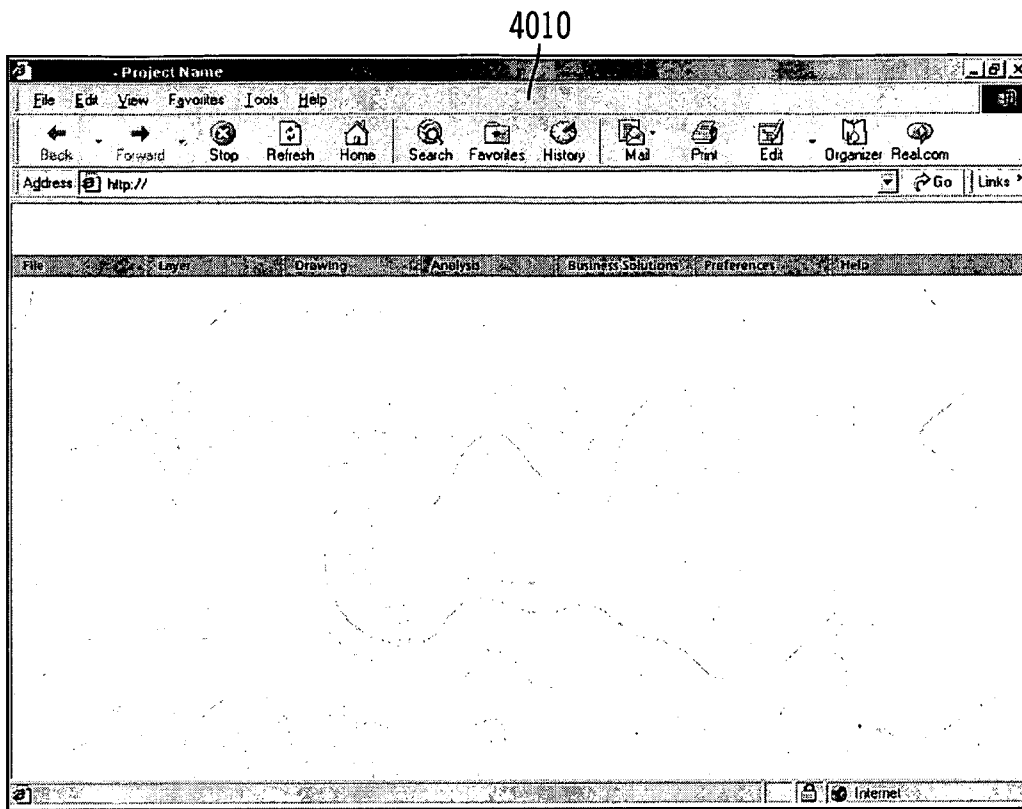 4010
- Project Name
File Edit View Favorites Tools Help
Back Forward Stop Refresh Home Search Favorites History Mail Print Edit Organizer Real.com
Address http:// Go Links »
File Layer Drawing Analysis Business Solutions Preferences Help
Internet